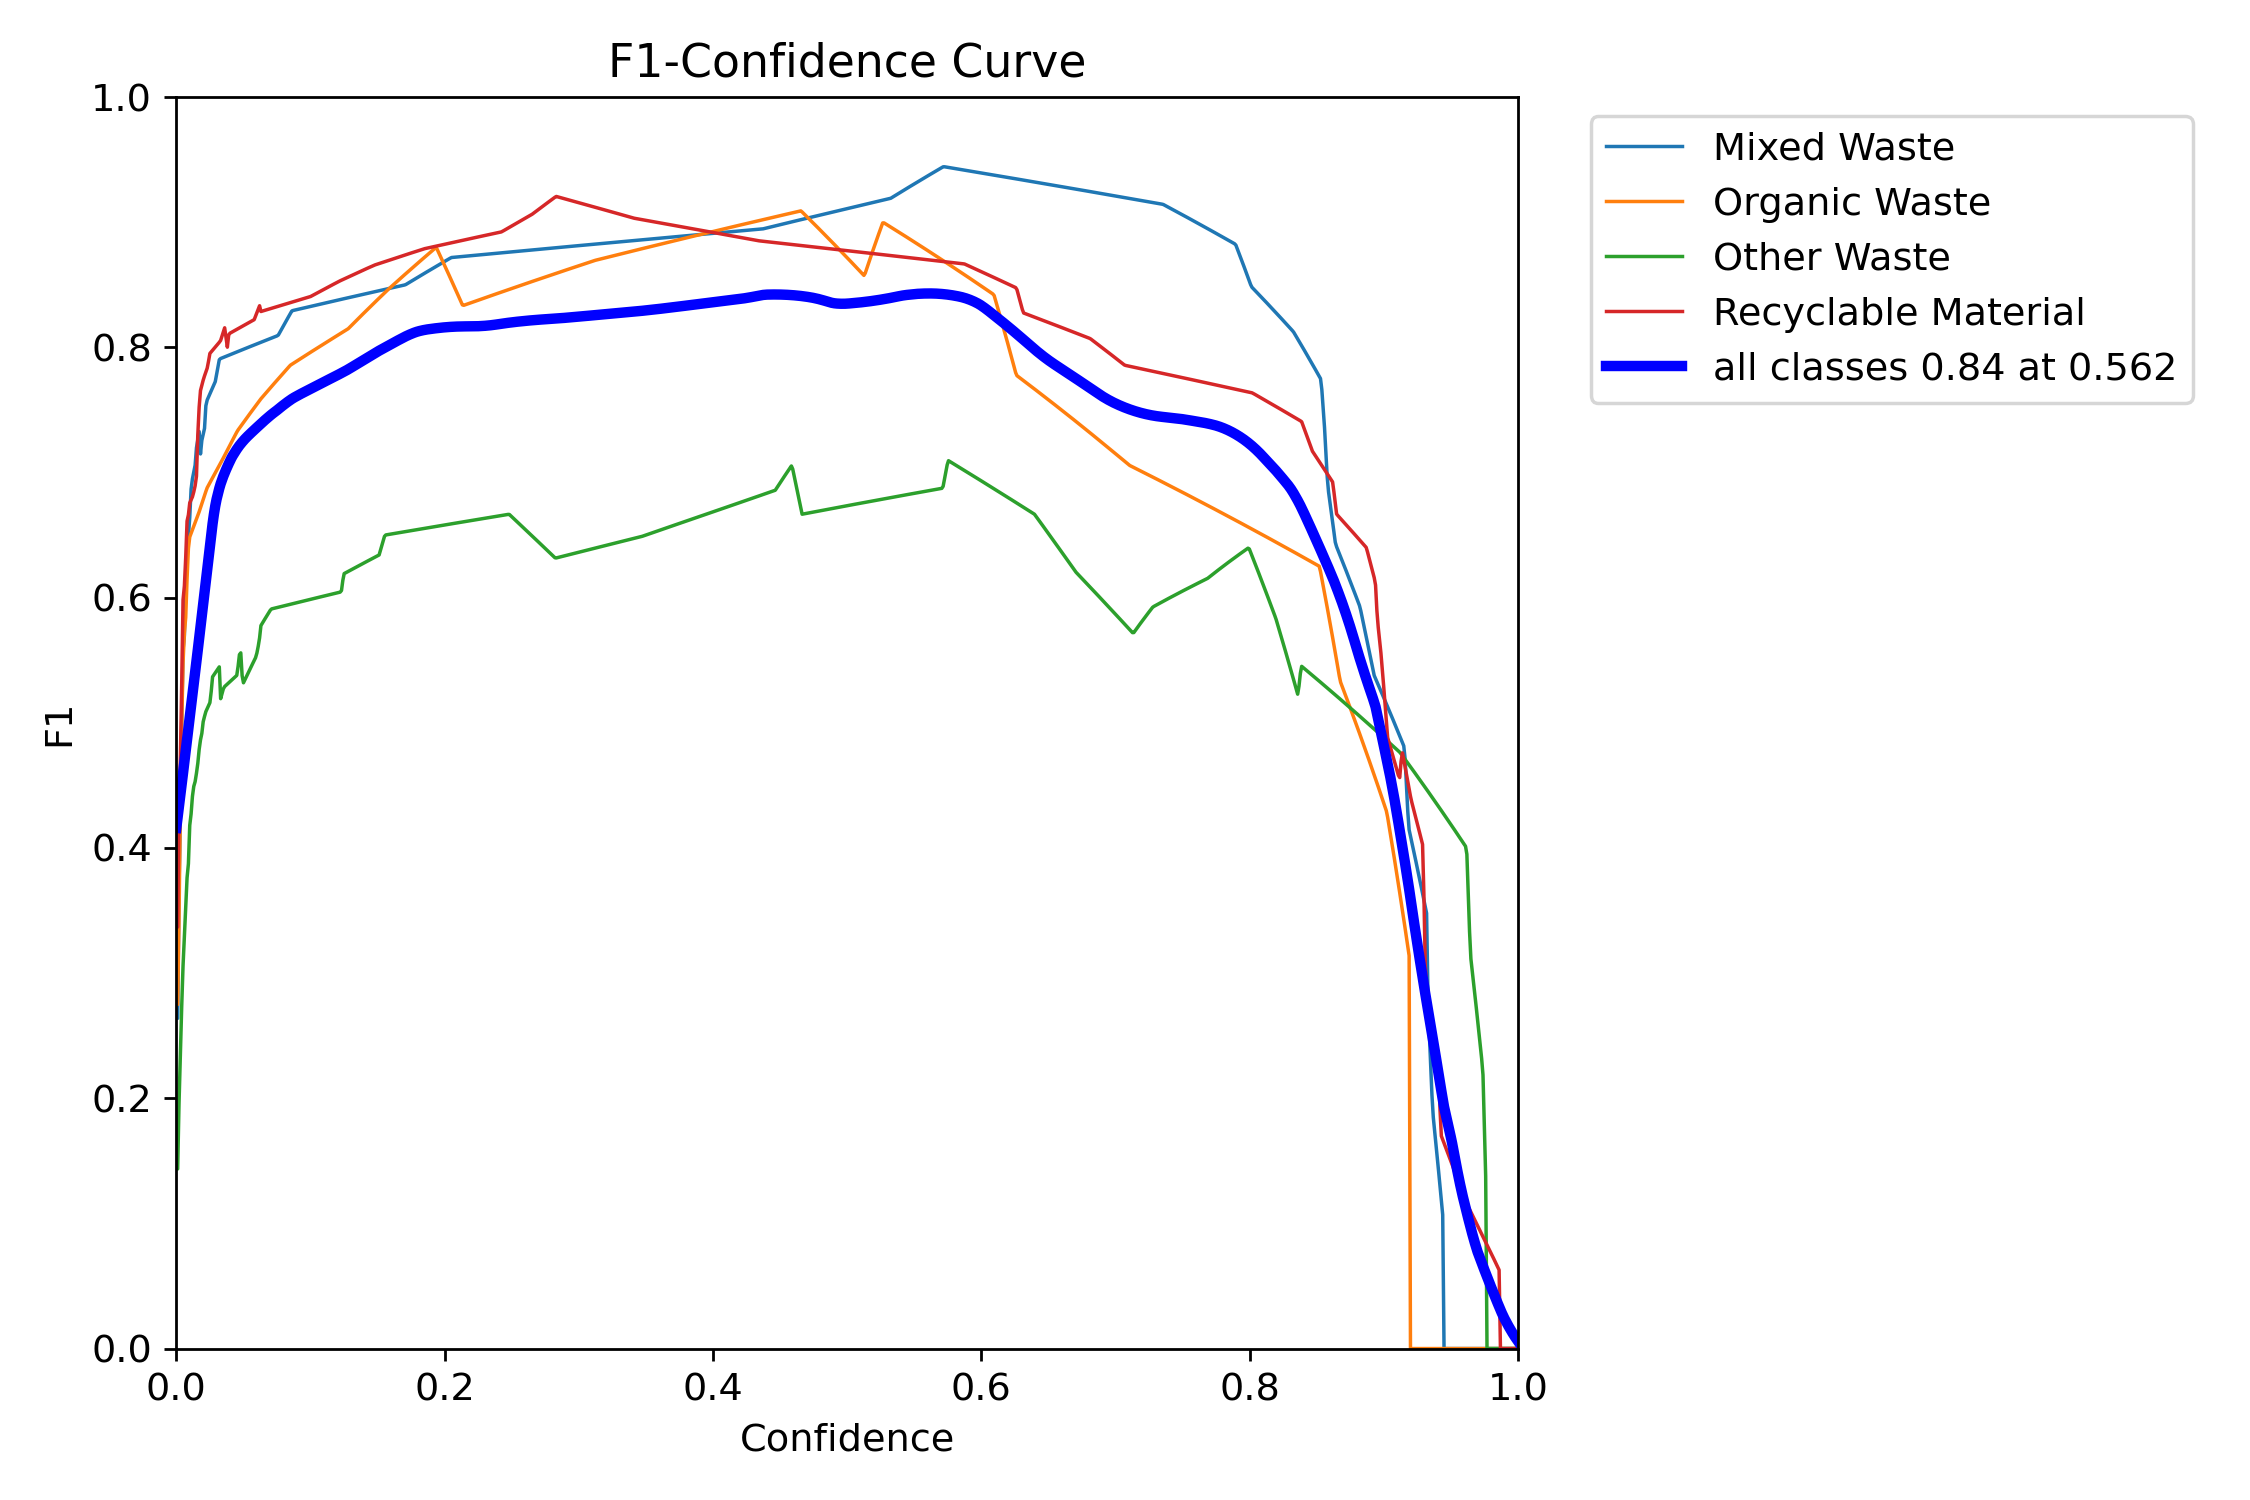 F1-Confidence Curve
1.0
0.8
0.6
0.4
0.2
0.0
F1
0.0 0.2 0.4 0.6 0.8 1.0
Confidence
Mixed Waste
Organic Waste
Other Waste
Recyclable Material
all classes 0.84 at 0.562